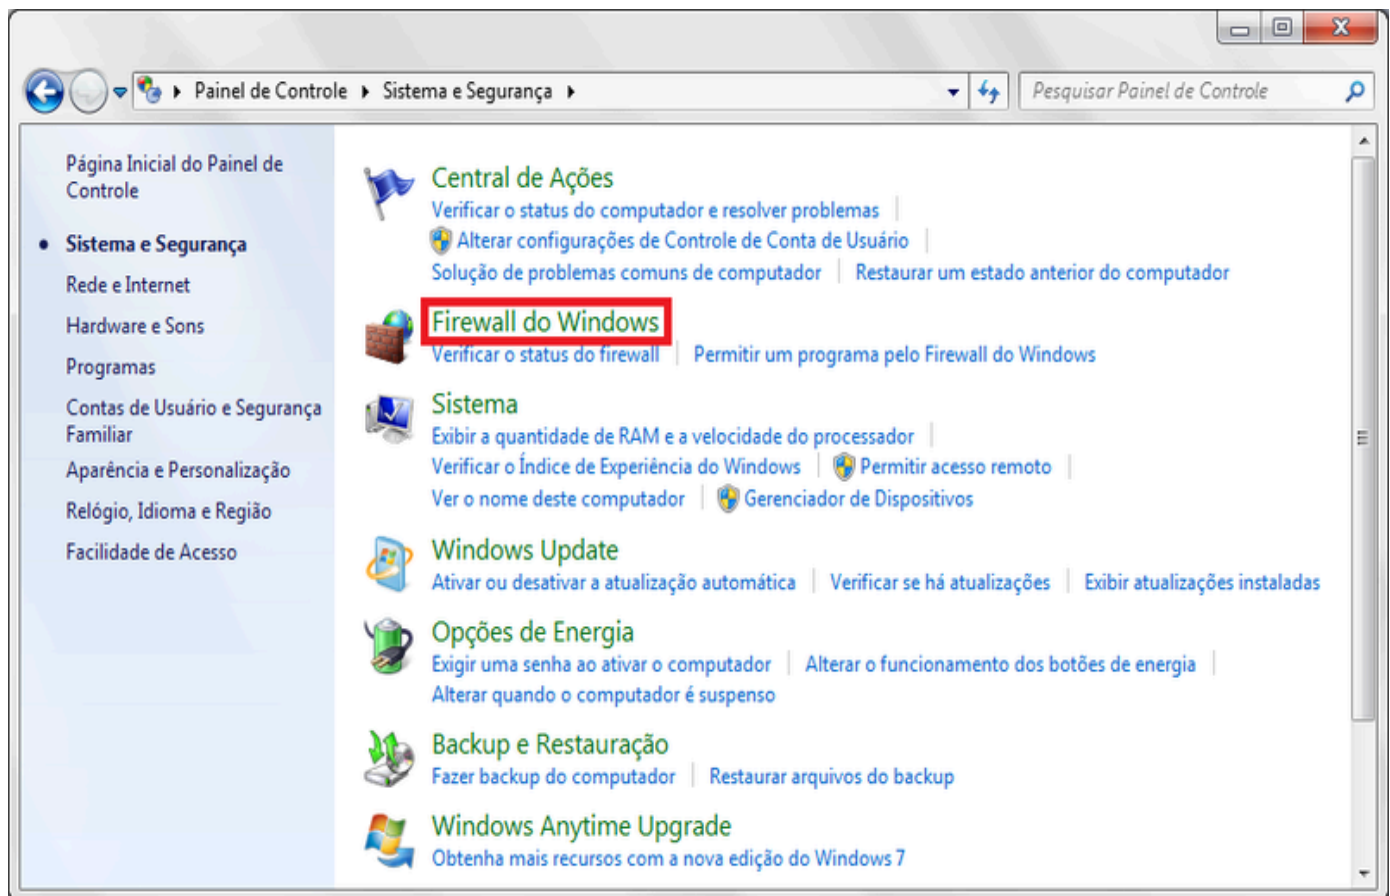 Painel de Controle Sistema e Segurança
Pesquisar Painel de Controle
Página Inicial do Painel de
Controle
Sistema e Segurança
Rede e Internet
Hardware e Sons
Programas
Contas de Usuário e Segurança
Familiar
Aparência e Personalização
Relógio, Idioma e Região
Facilidade de Acesso
Central de Ações
Verificar o status do computador e resolver problemas
Alterar configurações de Controle de Conta de Usuário
Solução de problemas comuns de computador Restaurar um estado anterior do computador
Firewall do Windows
Verificar o status do firewall Permitir um programa pelo Firewall do Windows
Sistema
Exibir a quantidade de RAM e a velocidade do processador
Verificar o Índice de Experiência do Windows Permitir acesso remoto
Ver o nome deste computador Gerenciador de Dispositivos
Windows Update
Ativar ou desativar a atualização automática Verificar se há atualizações Exibir atualizações instaladas
Opções de Energia
Exigir uma senha ao ativar o computador Alterar o funcionamento dos botões de energia
Alterar quando o computador é suspenso
Backup e Restauração
Fazer backup do computador Restaurar arquivos do backup
Windows Anytime Upgrade
Obtenha mais recursos com a nova edição do Windows 7